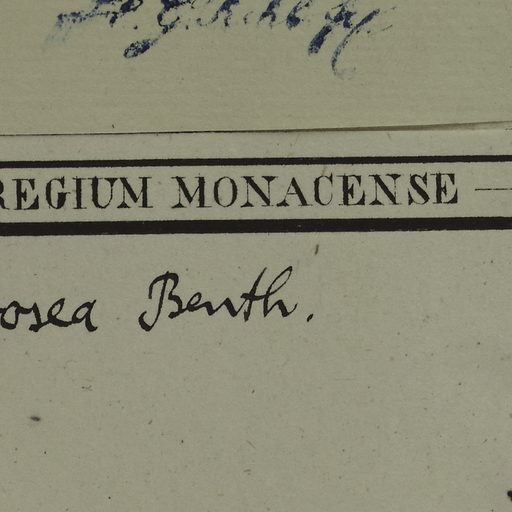 REGIUM MONACENSE —
osea Benth.